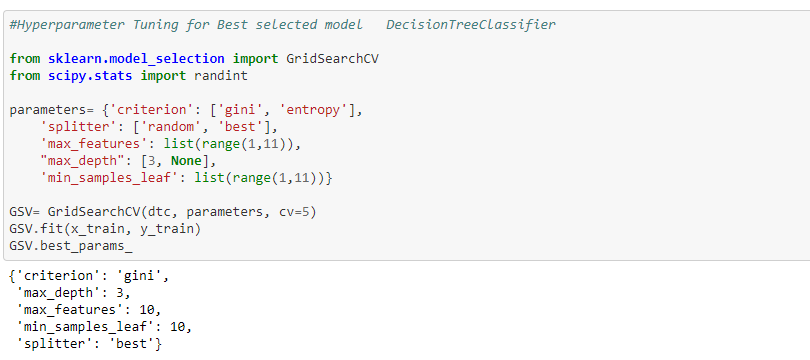 #Hyperparameter Tuning for Best selected model   DecisionTreeClassifier
from sklearn.model_selection import GridSearchCV
from scipy.stats import randint
parameters= {'criterion': ['gini', 'entropy'],
    'splitter': ['random', 'best'],
    'max_features': list(range(1,11)),
    "max_depth": [3, None],
    'min_samples_leaf': list(range(1,11))}
GSV= GridSearchCV(dtc, parameters, cv=5)
GSV.fit(x_train, y_train)
GSV.best_params_
{'criterion': 'gini',
 'max_depth': 3,
 'max_features': 10,
 'min_samples_leaf': 10,
 'splitter': 'best'}